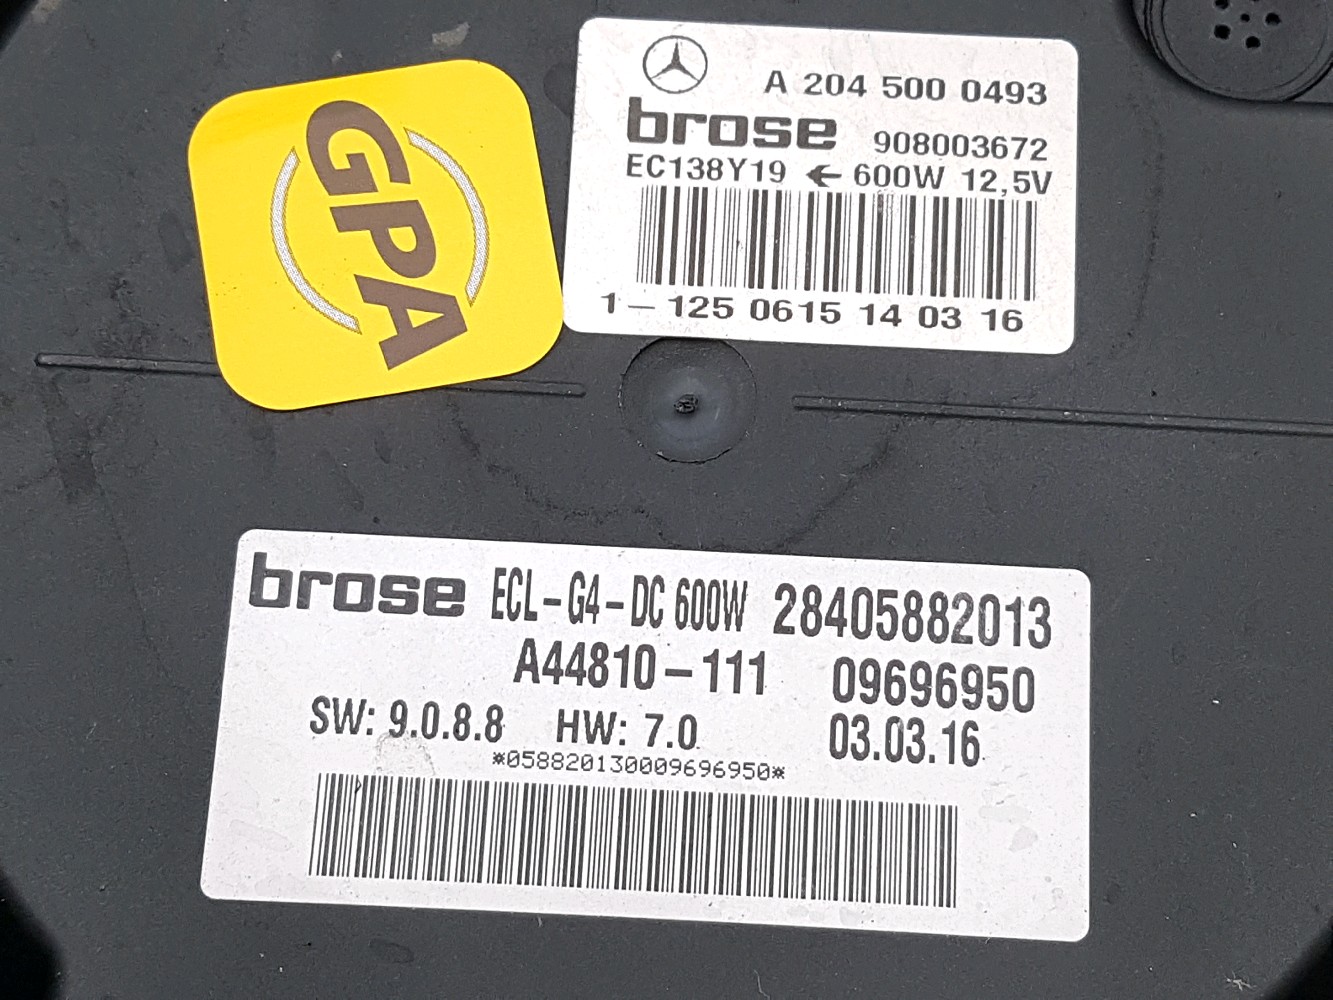 GPA
A 204 500 0493
brose 908003672
EC138Y19 ← 600W 12,5V
1-125 0615 14 03 16
brose ECL-G4-DC 600W 28405882013
A44810-111 09696950
SW: 9.0.8.8 HW: 7.0 03.03.16
*058820130009696950*